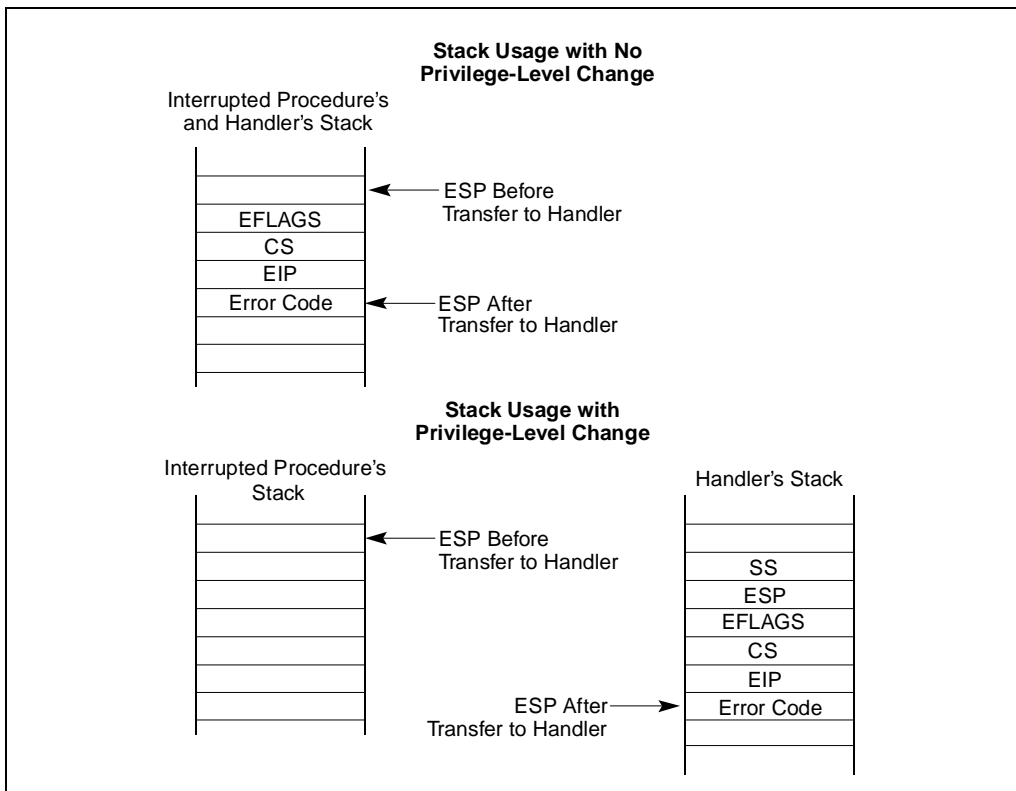 Stack Usage with No
Privilege-Level Change
Interrupted Procedure's
and Handler's Stack
ESP Before
Transfer to Handler
EFLAGS
CS
EIP
Error Code
ESP After
Transfer to Handler
Stack Usage with
Privilege-Level Change
Interrupted Procedure's
Stack
Handler's Stack
ESP Before
Transfer to Handler
SS
ESP
EFLAGS
CS
EIP
ESP After
Transfer to Handler
Error Code